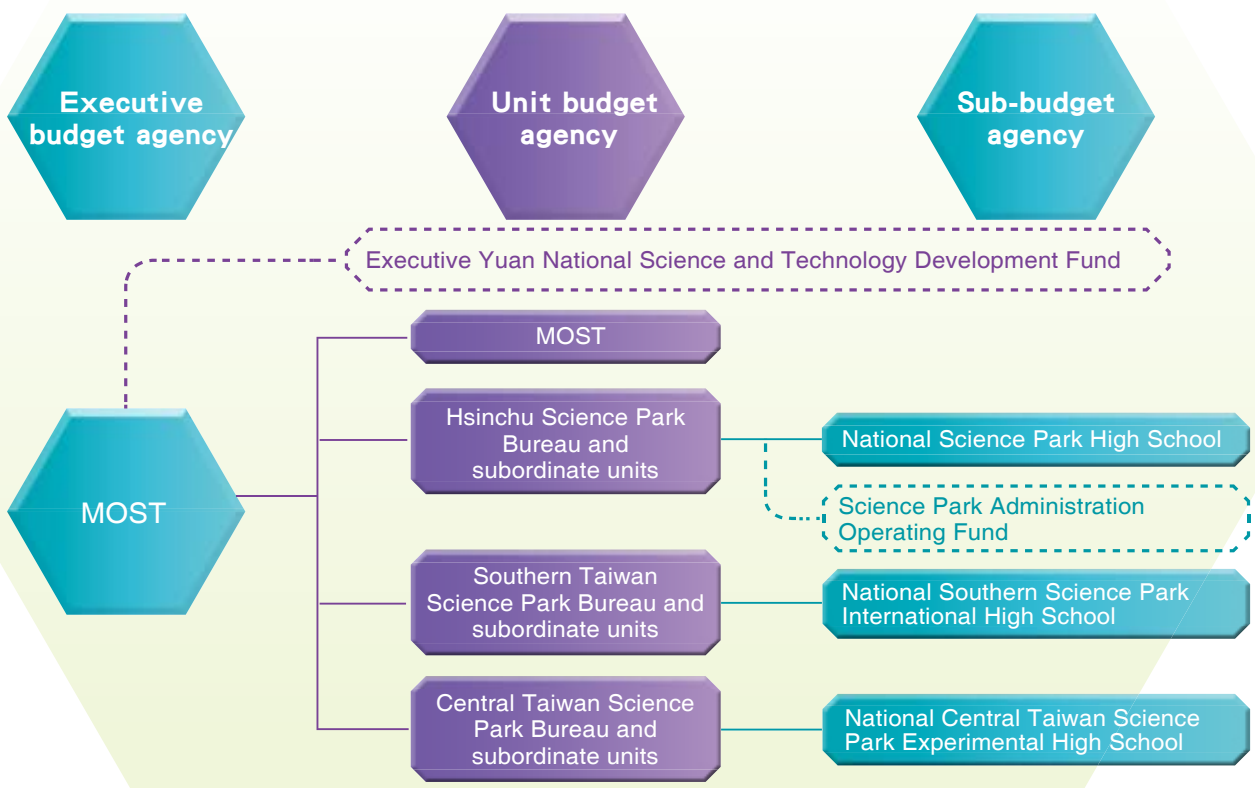 Executive
budget agency
Unit budget
agency
Sub-budget
agency
Executive Yuan National Science and Technology Development Fund
MOST
MOST
Hsinchu Science Park
Bureau and
subordinate units
National Science Park High School
Science Park Administration
Operating Fund
Southern Taiwan
Science Park Bureau and
subordinate units
National Southern Science Park
International High School
Central Taiwan Science
Park Bureau and
subordinate units
National Central Taiwan Science
Park Experimental High School